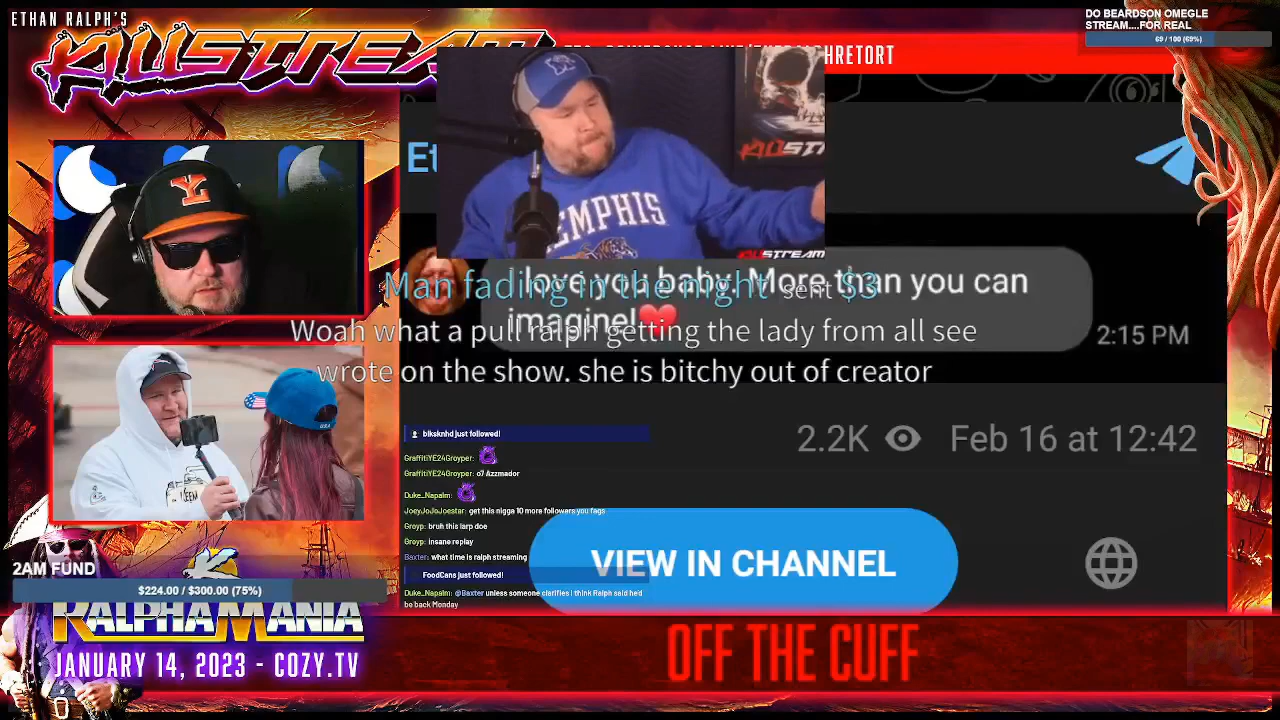 ETHAN RALPH'S
KILLSTREAM
DO BEARDSON OMEGLE
STREAM....FOR REAL
69 / 100 (69%)
HRETORT
Et
MEMPHIS
KILLSTREAM
Y
I love you baby. More than you can
imagine!❤️
2:15 PM
Man fading in the night sent $3
Woah what a pull ralph getting the lady from all see
wrote on the show. she is bitchy out of creator
2.2K
Feb 16 at 12:42
blksknhd just followed!
GraffitiYE24Groyper:
GraffitiYE24Groyper: o7 Azzmador
Duke_Napalm:
JoeyJoJoJoestar: get this nigga 10 more followers you fags
Groyp: bruh this larp doe
Groyp: insane replay
Baxter: what time is ralph streaming
FoodCans just followed!
Duke_Napalm: @Baxter unless someone clarifies I think Ralph said he'd
be back Monday
VIEW IN CHANNEL
USA
2AM FUND
$224.00 / $300.00 (75%)
RALPHAMANIA
JANUARY 14, 2023 - COZY.TV
OFF THE CUFF